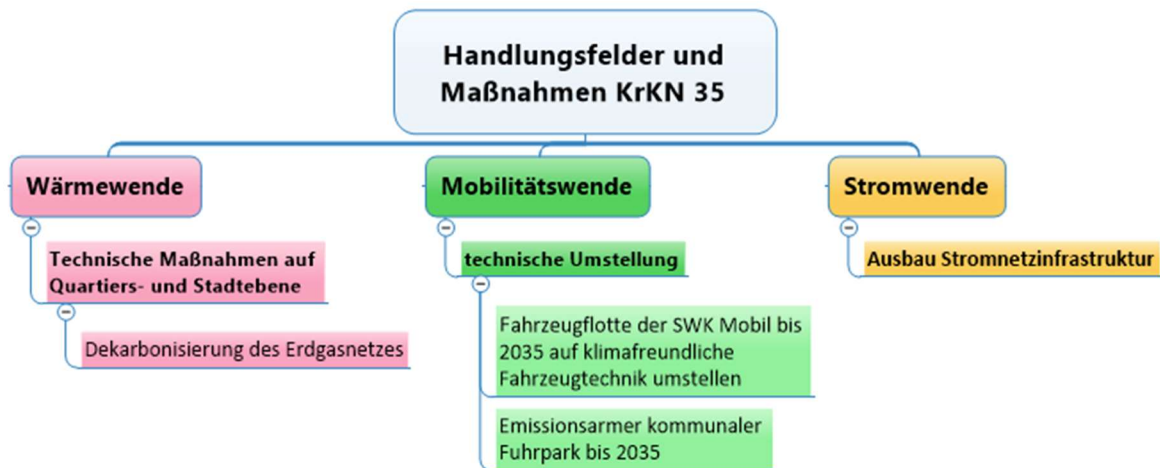 Handlungsfelder und
Maßnahmen KrKN 35
Wärmewende
Technische Maßnahmen auf
Quartiers- und Stadtebene
Dekarbonisierung des Erdgasnetzes
Mobilitätswende
technische Umstellung
Fahrzeugflotte der SWK Mobil bis
2035 auf klimafreundliche
Fahrzeugtechnik umstellen
Emissionsarmer kommunaler
Fuhrpark bis 2035
Stromwende
Ausbau Stromnetzinfrastruktur